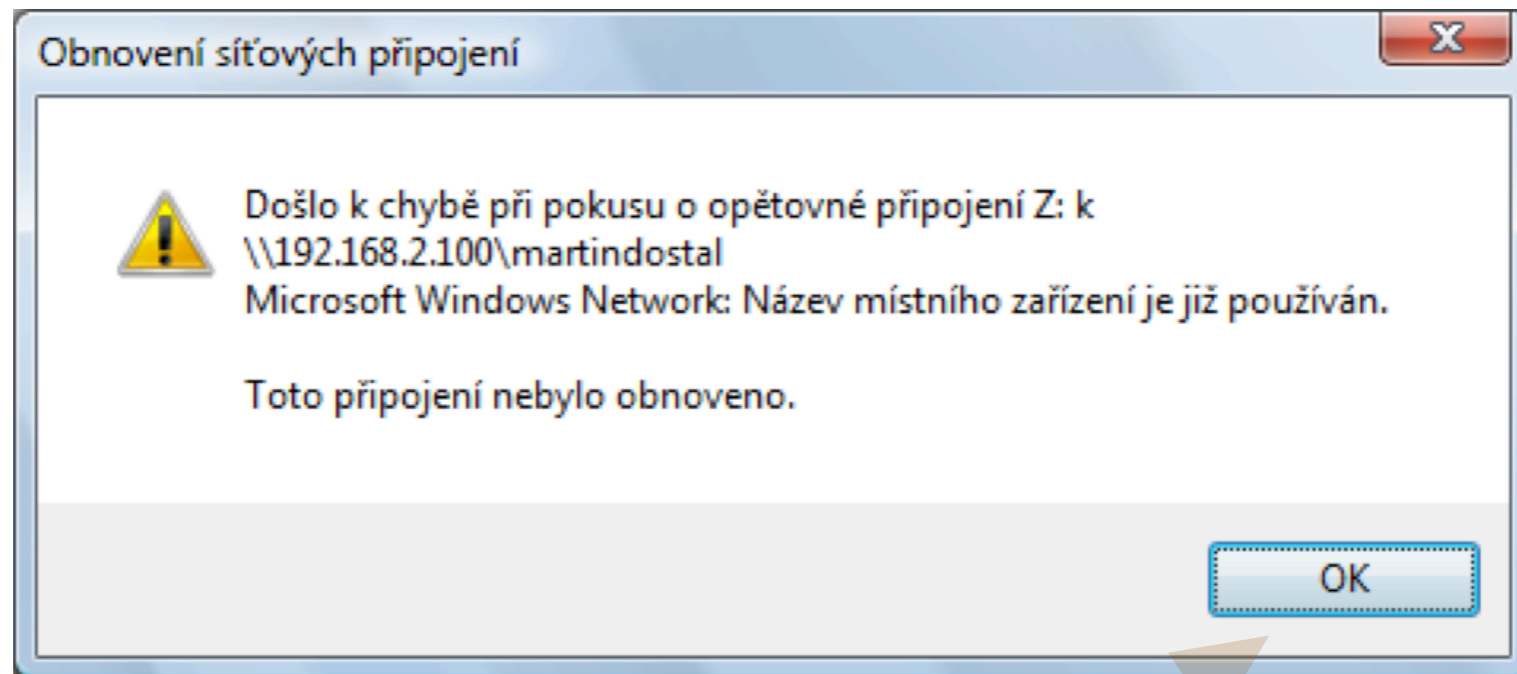 Obnovení síťových připojení
Došlo k chybě při pokusu o opětovné připojení Z: k
\\192.168.2.100\martindostal
Microsoft Windows Network: Název místního zařízení je již používán.
Toto připojení nebylo obnoveno.
OK